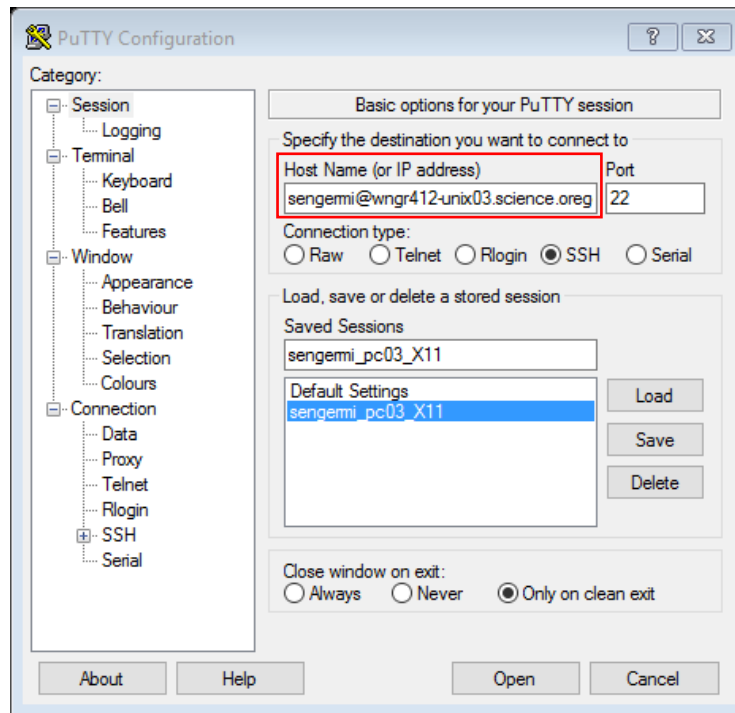 PuTTY Configuration
Category:
Session
Logging
Terminal
Keyboard
Bell
Features
Window
Appearance
Behaviour
Translation
Selection
Colours
Connection
Data
Proxy
Telnet
Rlogin
SSH
Serial
Basic options for your PuTTY session
Specify the destination you want to connect to
Host Name (or IP address) Port
sengermi@wngr412-unix03.science.oreg 22
Connection type:
Raw Telnet Rlogin SSH Serial
Load, save or delete a stored session
Saved Sessions
sengermi_pc03_X11
Default Settings
sengermi_pc03_X11
Load
Save
Delete
Close window on exit:
Always Never Only on clean exit
About Help Open Cancel